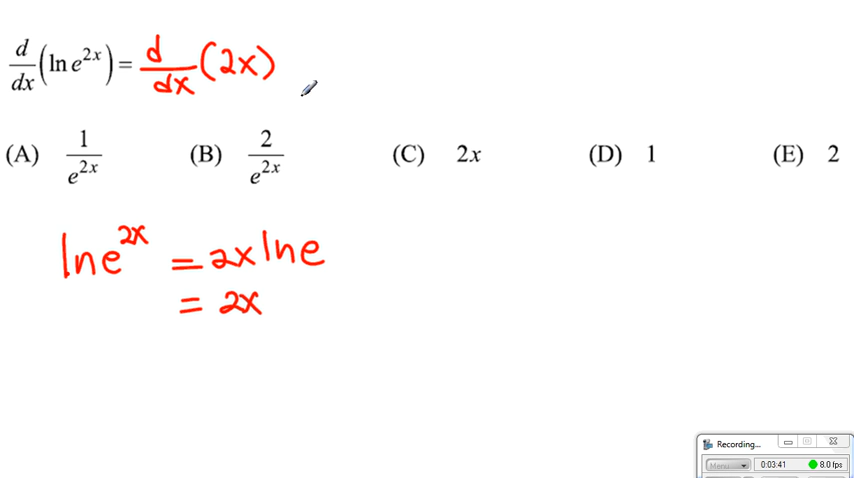 d/dx (ln e^{2x}) = d/dx (2x)
(A) 1/e^{2x} (B) 2/e^{2x} (C) 2x (D) 1 (E) 2
ln e^{2x} = 2x ln e
= 2x
Recording...
Menu 0:03:41 8.0 fps